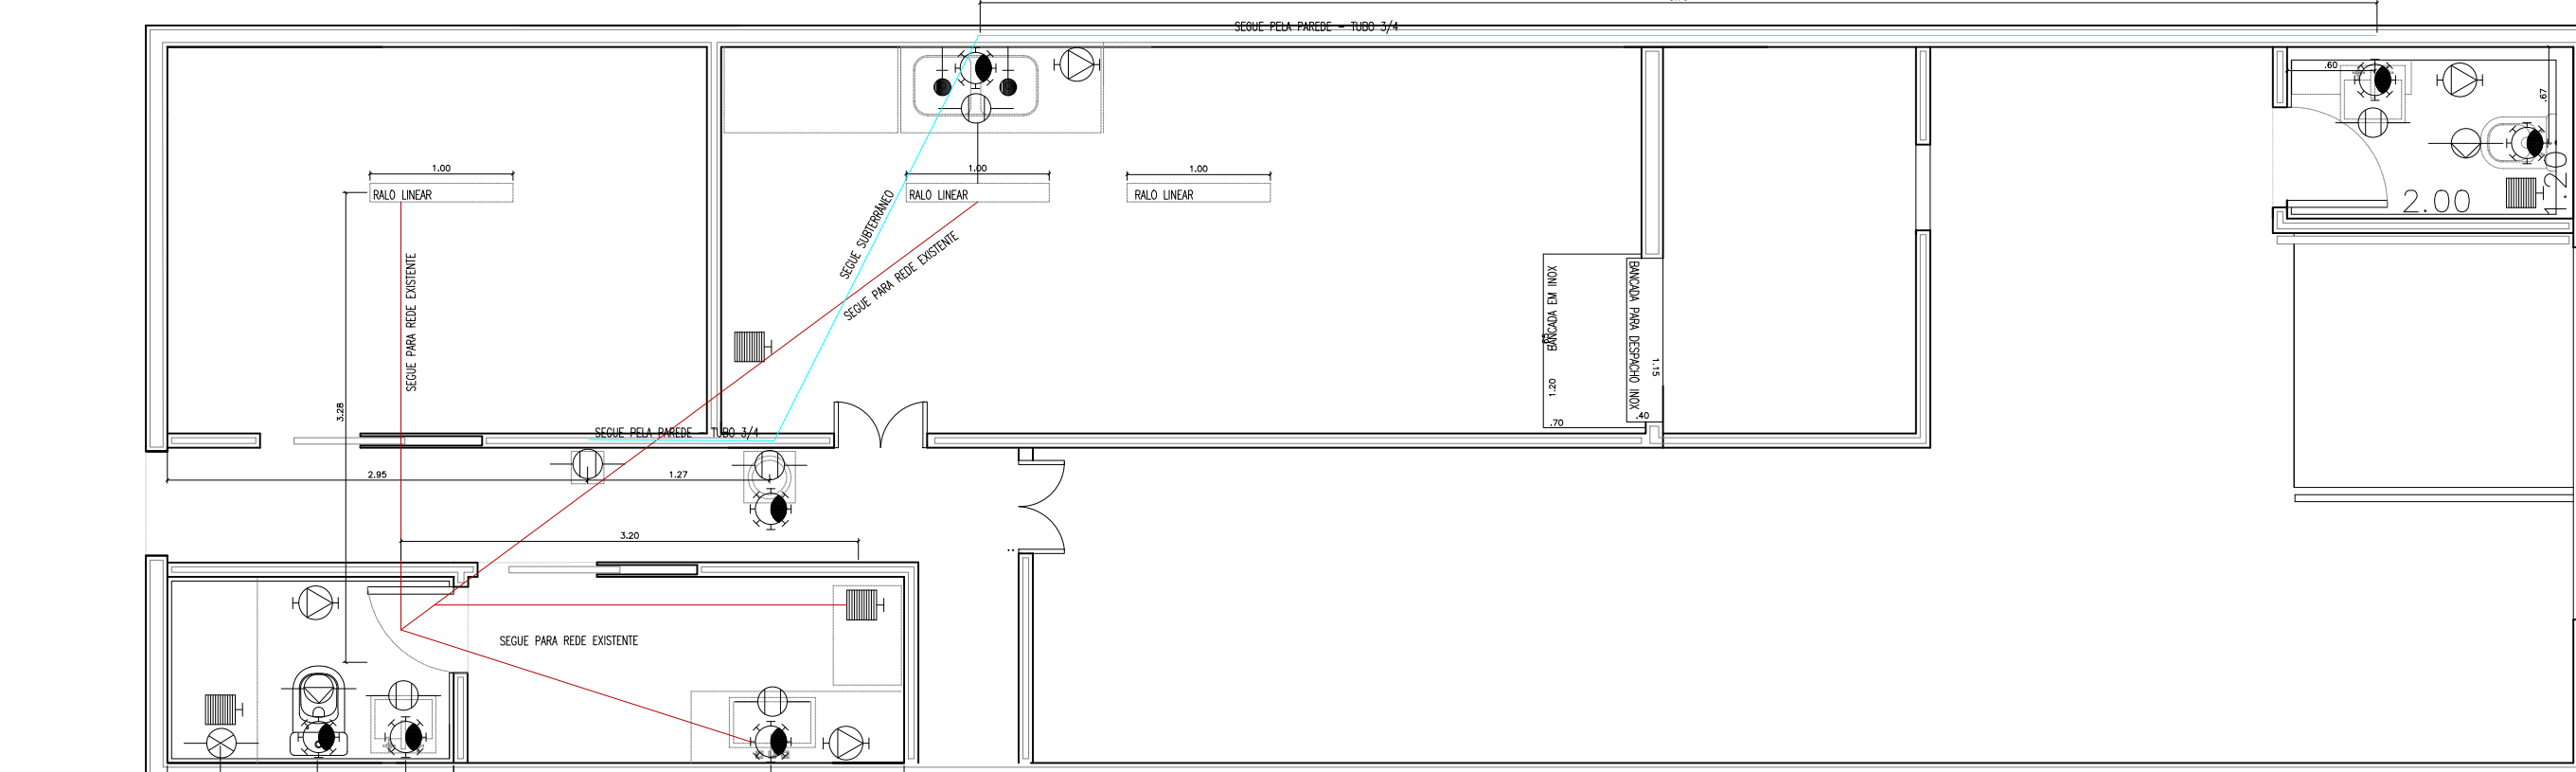 SEGUE PELA PAREDE - TUBO 3/4
.60
.67
1.00
1.00
1.00
RALO LINEAR
RALO LINEAR
RALO LINEAR
2.00
1.20
SEGUE SUBTERRÂNEO
SEGUE PARA REDE EXISTENTE
SEGUE PARA REDE EXISTENTE
BANCADA EM INOX
BANCADA PARA DESPACHO INOX
1.15
1.20
.40
.70
3.28
SEGUE PELA PAREDE - TUBO 3/4
2.95
1.27
3.20
SEGUE PARA REDE EXISTENTE